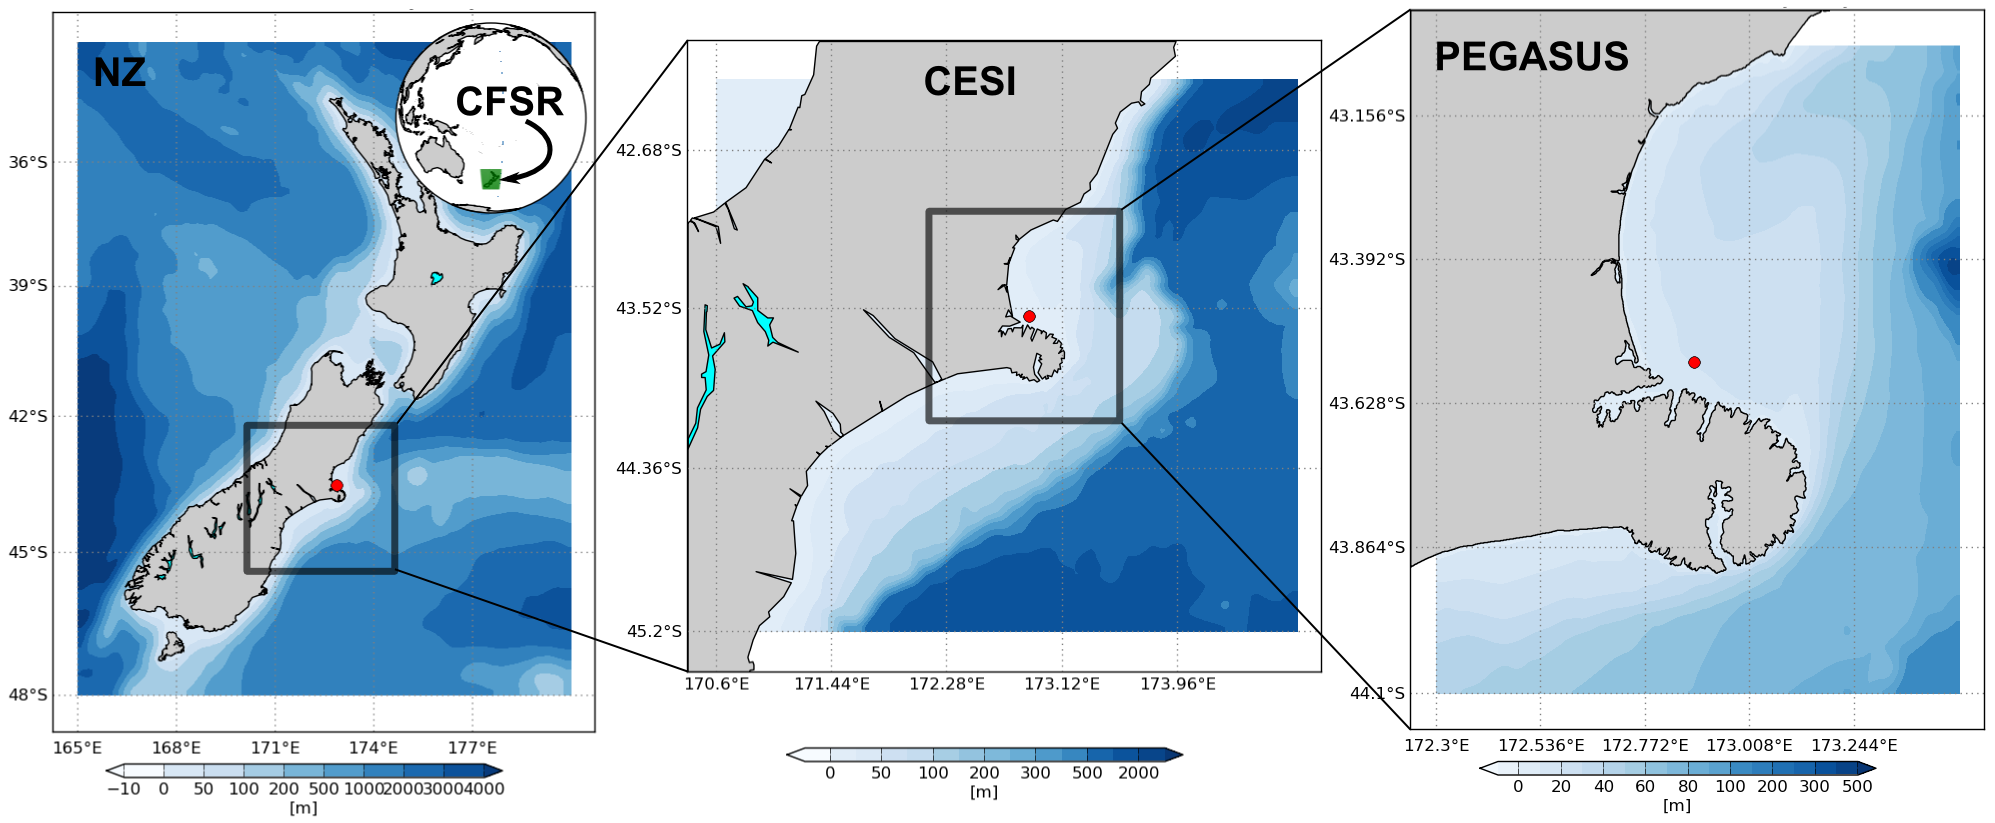 NZ
CFSR
36°S
39°S
42°S
45°S
48°S
165°E 168°E 171°E 174°E 177°E
−10 0 50 100 200 500 1000 2000 3000 4000
[m]
CESI
42.68°S
43.52°S
44.36°S
45.2°S
170.6°E 171.44°E 172.28°E 173.12°E 173.96°E
0 50 100 200 300 500 2000
[m]
PEGASUS
43.156°S
43.392°S
43.628°S
43.864°S
44.1°S
172.3°E 172.536°E 172.772°E 173.008°E 173.244°E
0 20 40 60 80 100 200 300 500
[m]